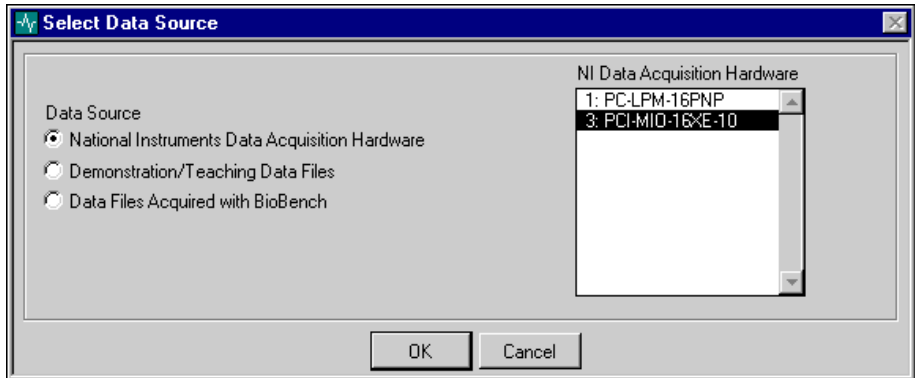 Select Data Source
NI Data Acquisition Hardware
1: PC-LPM-16PNP
3: PCI-MIO-16XE-10
Data Source
National Instruments Data Acquisition Hardware
Demonstration/Teaching Data Files
Data Files Acquired with BioBench
OK
Cancel